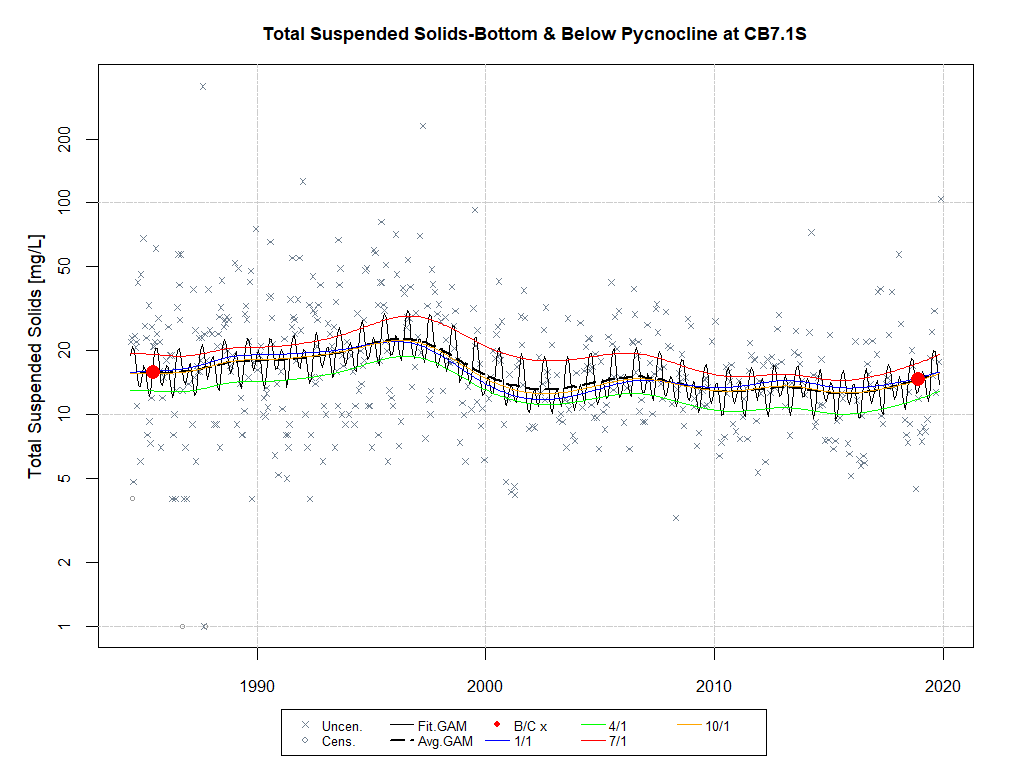 Total Suspended Solids-Bottom & Below Pycnocline at CB7.1S
Total Suspended Solids [mg/L]
200
100
50
20
10
5
2
1
1990 2000 2010 2020
Uncen. Fit.GAM B/C x 4/1 10/1
Cens. Avg.GAM 1/1 7/1